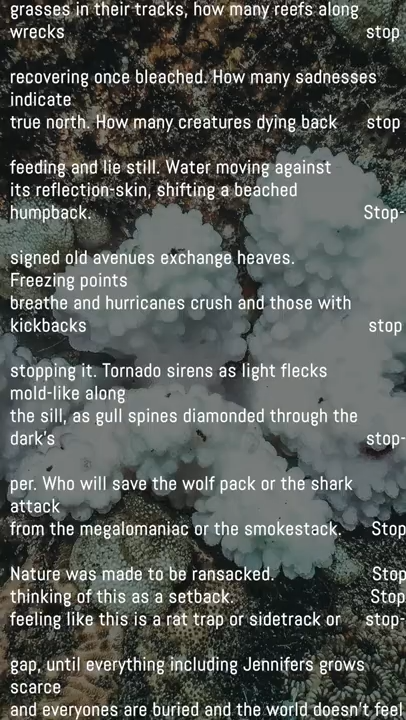 grasses in their tracks, how many reefs along
wrecks stop
recovering once bleached. How many sadnesses
indicate
true north. How many creatures dying back stop
feeding and lie still. Water moving against
its reflection-skin, shifting a beached
humpback. Stop-
signed old avenues exchange heaves.
Freezing points
breathe and hurricanes crush and those with
kickbacks stop
stopping it. Tornado sirens as light flecks
mold-like along
the sill, as gull spines diamonded through the
dark's stop-
per. Who will save the wolf pack or the shark
attack
from the megalomaniac or the smokestack. Stop
Nature was made to be ransacked. Stop
thinking of this as a setback. Stop
feeling like this is a rat trap or sidetrack or stop-
gap, until everything including Jennifers grows
scarce
and everyones are buried and the world doesn't feel